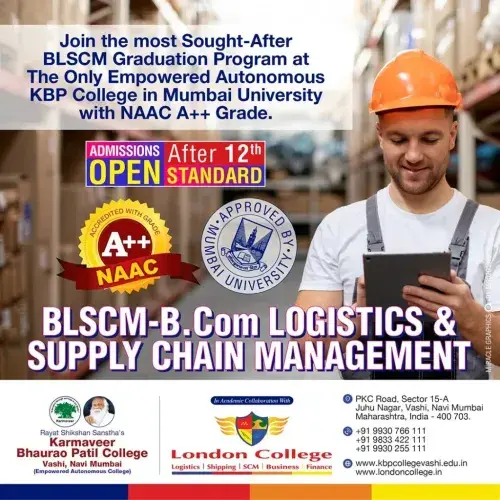 Join the most Sought-After
BLSCM Graduation Program at
The Only Empowered Autonomous
KBP College in Mumbai University
with NAAC A++ Grade.
ADMISSIONS
OPEN
After 12th
STANDARD
ACCREDITED WITH GRADE
A++
NAAC
APPROVED BY
MUMBAI UNIVERSITY
BLSCM-B.Com LOGISTICS &
SUPPLY CHAIN MANAGEMENT
Rayat Shikshan Sanstha's
Karmaveer
Bhaurao Patil College
Vashi, Navi Mumbai
(Empowered Autonomous College)
In Academic Collaboration With
London College
Logistics | Shipping | SCM | Business | Finance
PKC Road, Sector 15-A
Juhu Nagar, Vashi, Navi Mumbai
Maharashtra, India - 400 703.
+91 9930 766 111
+91 9833 422 111
+91 9930 255 111
www.kbpcollegevashi.edu.in
www.londoncollege.in